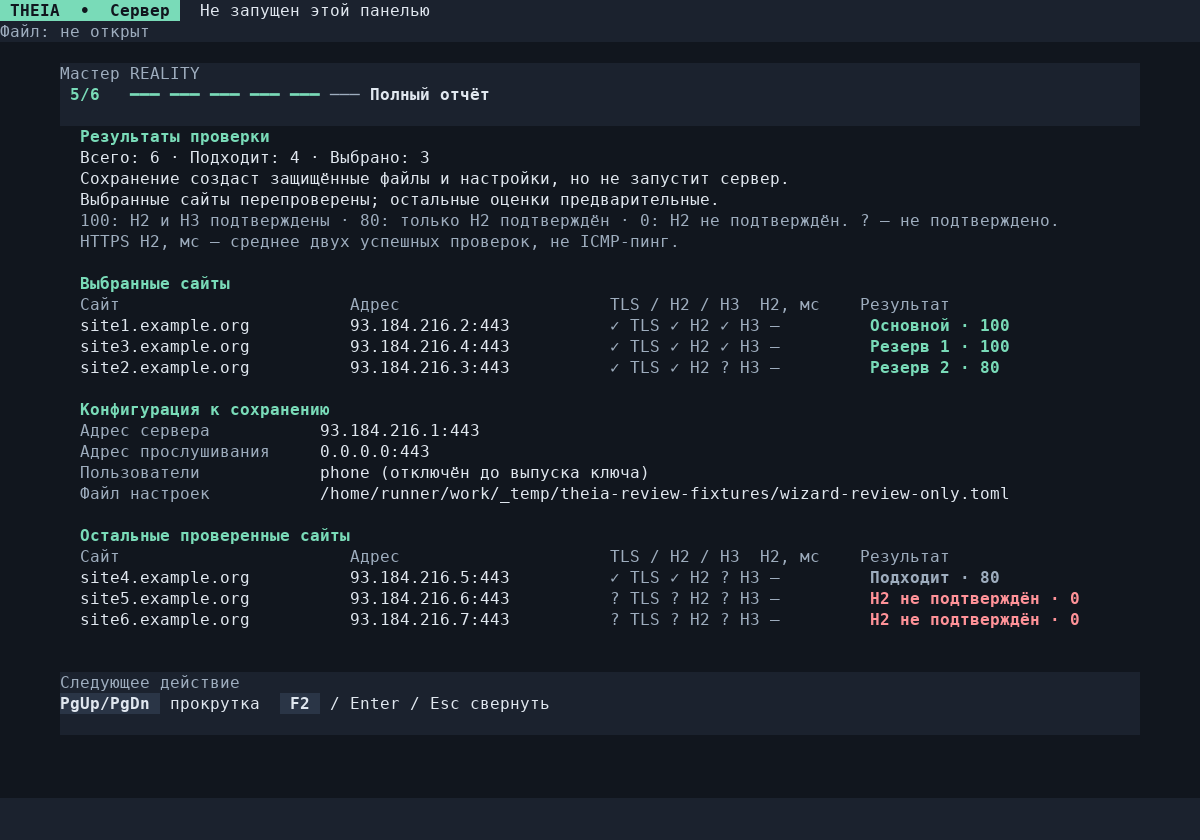 THEIA • Сервер Не запущен этой панелью
Файл: не открыт
Мастер REALITY
5/6 ━━━ ━━━ ━━━ ━━━ ━━━ ─── Полный отчёт
Результаты проверки
Всего: 6 · Подходит: 4 · Выбрано: 3
Сохранение создаст защищённые файлы и настройки, но не запустит сервер.
Выбранные сайты перепроверены; остальные оценки предварительные.
100: H2 и H3 подтверждены · 80: только H2 подтверждён · 0: H2 не подтверждён. ? — не подтверждено.
HTTPS H2, мс — среднее двух успешных проверок, не ICMP-пинг.
Выбранные сайты
Сайт Адрес TLS / H2 / H3 H2, мс Результат
site1.example.org 93.184.216.2:443 ✓ TLS ✓ H2 ✓ H3 — Основной · 100
site3.example.org 93.184.216.4:443 ✓ TLS ✓ H2 ✓ H3 — Резерв 1 · 100
site2.example.org 93.184.216.3:443 ✓ TLS ✓ H2 ? H3 — Резерв 2 · 80
Конфигурация к сохранению
Адрес сервера 93.184.216.1:443
Адрес прослушивания 0.0.0.0:443
Пользователи phone (отключён до выпуска ключа)
Файл настроек /home/runner/work/_temp/theia-review-fixtures/wizard-review-only.toml
Остальные проверенные сайты
Сайт Адрес TLS / H2 / H3 H2, мс Результат
site4.example.org 93.184.216.5:443 ✓ TLS ✓ H2 ? H3 — Подходит · 80
site5.example.org 93.184.216.6:443 ? TLS ? H2 ? H3 — H2 не подтверждён · 0
site6.example.org 93.184.216.7:443 ? TLS ? H2 ? H3 — H2 не подтверждён · 0
Следующее действие
PgUp/PgDn прокрутка F2 / Enter / Esc свернуть